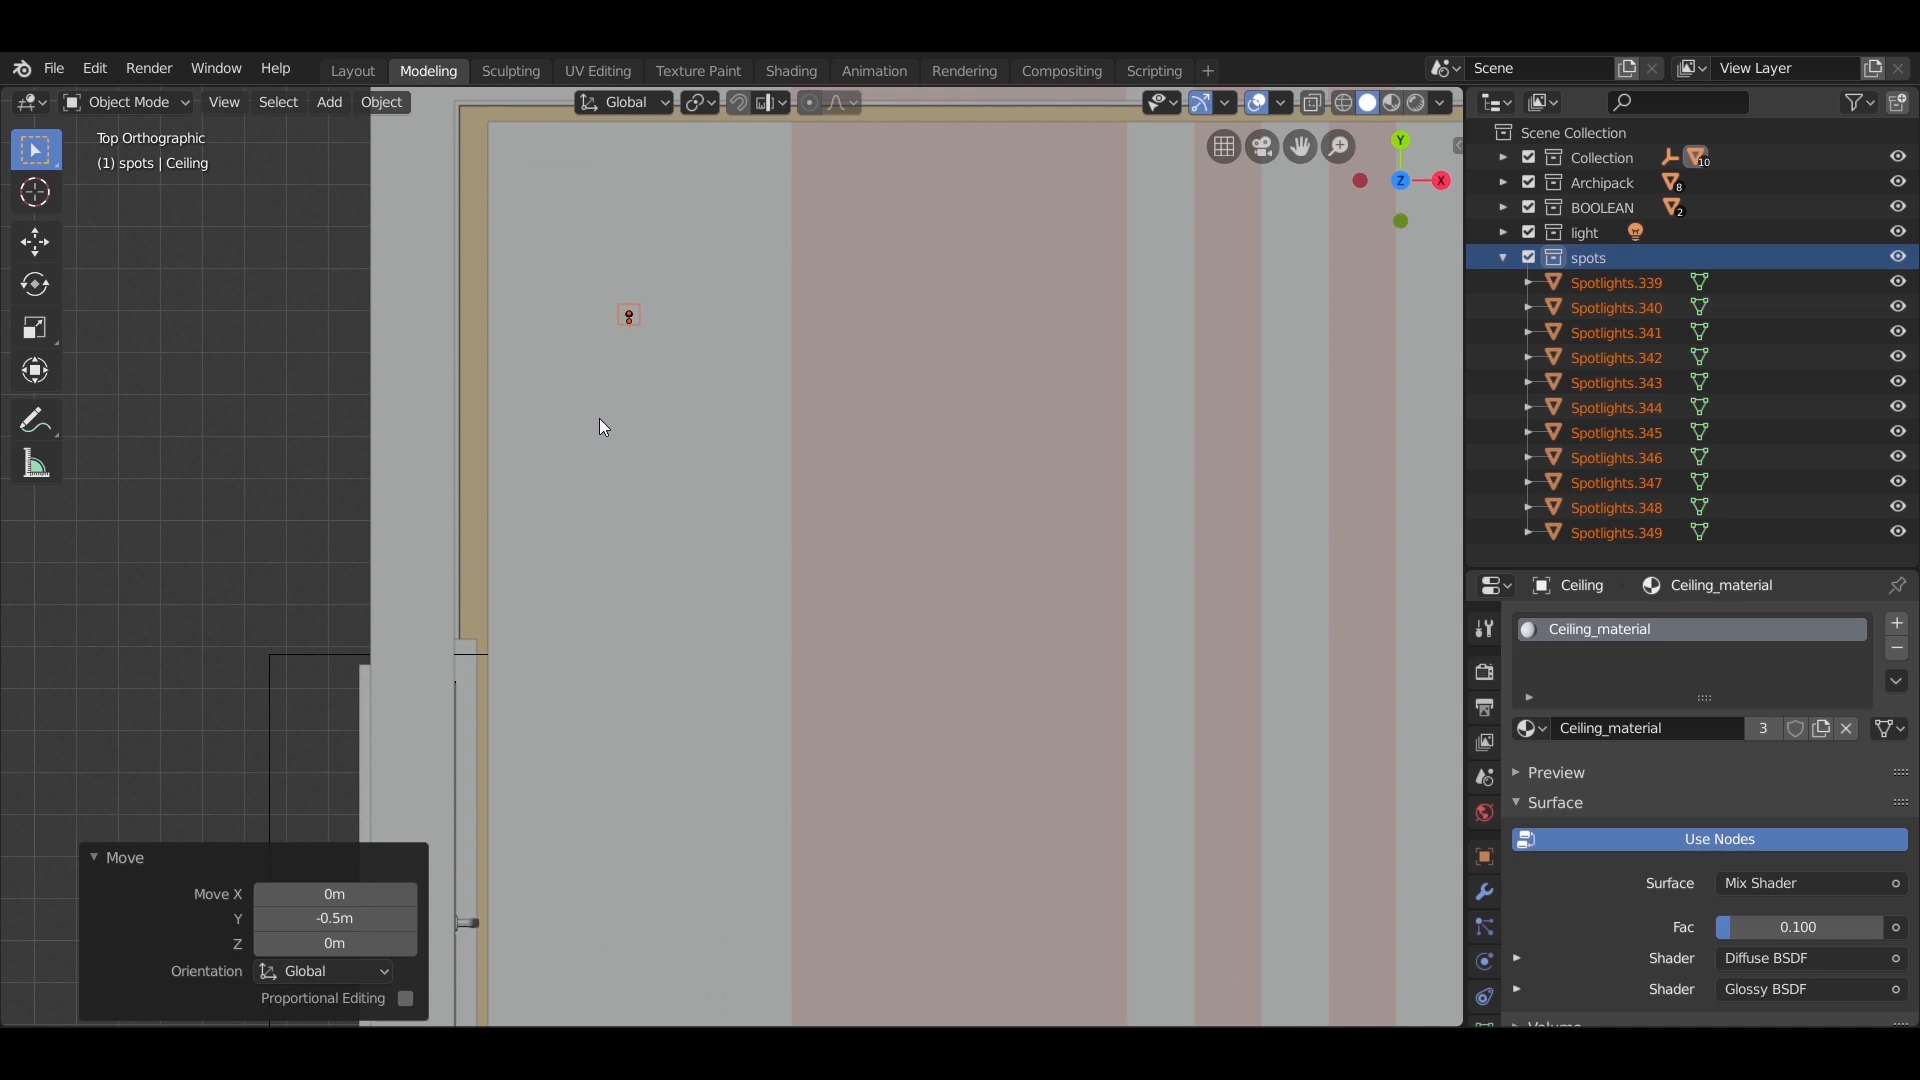 File Edit Render Window Help Layout Modeling Sculpting UV Editing Texture Paint Shading Animation Rendering Compositing Scripting + Scene View Layer
Object Mode View Select Add Object Global
Top Orthographic
(1) spots | Ceiling
Y
Z
X
Scene Collection
Collection 10
Archipack 8
BOOLEAN 2
light
spots
Spotlights.339
Spotlights.340
Spotlights.341
Spotlights.342
Spotlights.343
Spotlights.344
Spotlights.345
Spotlights.346
Spotlights.347
Spotlights.348
Spotlights.349
Ceiling Ceiling_material
Ceiling_material
Ceiling_material 3
Preview
Surface
Use Nodes
Surface Mix Shader
Fac 0.100
Shader Diffuse BSDF
Shader Glossy BSDF
Move
Move X 0m
Y -0.5m
Z 0m
Orientation Global
Proportional Editing